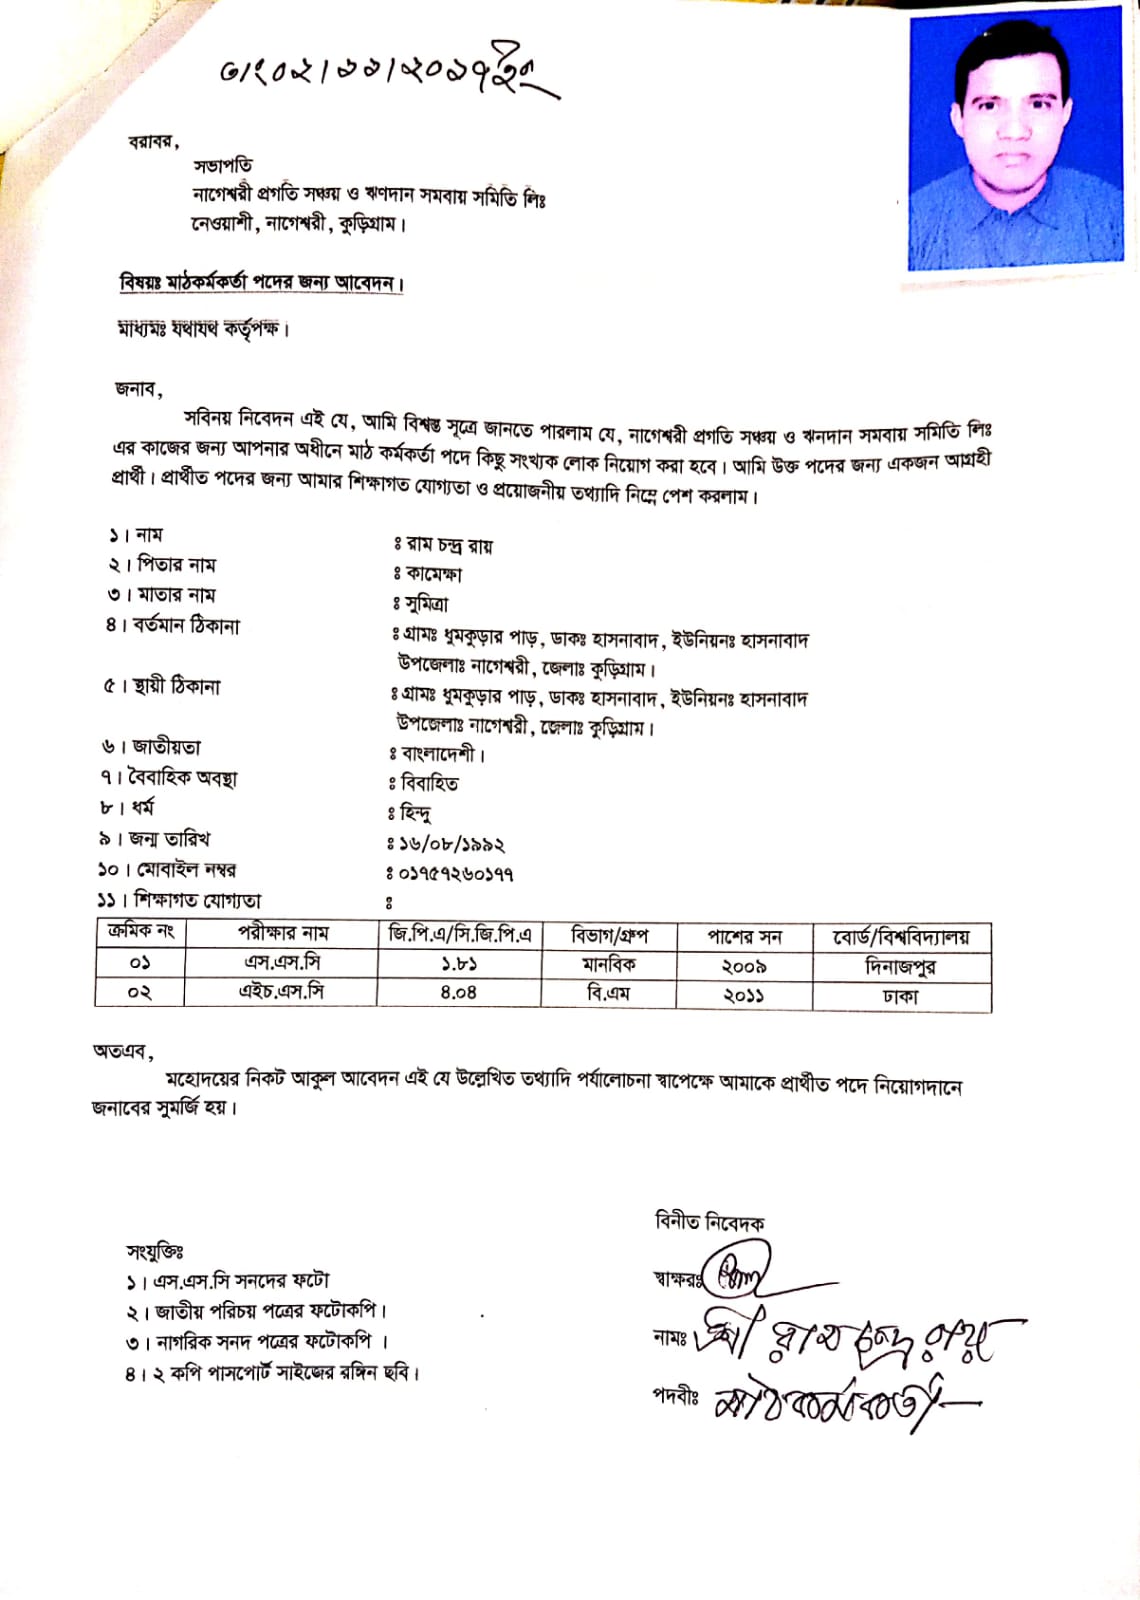 তাং ০২/১১/২০১৭ইং
বরাবর,
সভাপতি
নাগেশ্বরী প্রগতি সঞ্চয় ও ঋণদান সমবায় সমিতি লিঃ
নেওয়াশী, নাগেশ্বরী, কুড়িগ্রাম।
বিষয়ঃ মাঠকর্মকর্তা পদের জন্য আবেদন।
মাধ্যমঃ যথাযথ কর্তৃপক্ষ।
জনাব,
সবিনয় নিবেদন এই যে, আমি বিশ্বস্ত সূত্রে জানতে পারলাম যে, নাগেশ্বরী প্রগতি সঞ্চয় ও ঋনদান সমবায় সমিতি লিঃ
এর কাজের জন্য আপনার অধীনে মাঠ কর্মকর্তা পদে কিছু সংখ্যক লোক নিয়োগ করা হবে। আমি উক্ত পদের জন্য একজন আগ্রহী
প্রার্থী। প্রার্থীত পদের জন্য আমার শিক্ষাগত যোগ্যতা ও প্রয়োজনীয় তথ্যাদি নিম্নে পেশ করলাম।
১। নাম ঃ রাম চন্দ্র রায়
২। পিতার নাম ঃ কামেক্ষা
৩। মাতার নাম ঃ সুমিত্রা
৪। বর্তমান ঠিকানা ঃ গ্রামঃ ধুমকুড়ার পাড়, ডাকঃ হাসনাবাদ, ইউনিয়নঃ হাসনাবাদ
উপজেলাঃ নাগেশ্বরী, জেলাঃ কুড়িগ্রাম।
৫। স্থায়ী ঠিকানা ঃ গ্রামঃ ধুমকুড়ার পাড়, ডাকঃ হাসনাবাদ, ইউনিয়নঃ হাসনাবাদ
উপজেলাঃ নাগেশ্বরী, জেলাঃ কুড়িগ্রাম।
৬। জাতীয়তা ঃ বাংলাদেশী।
৭। বৈবাহিক অবস্থা ঃ বিবাহিত
৮। ধর্ম ঃ হিন্দু
৯। জন্ম তারিখ ঃ ১৬/০৮/১৯৯২
১০। মোবাইল নম্বর ঃ ০১৭৫৭২৬০১৭৭
১১। শিক্ষাগত যোগ্যতা ঃ
ক্রমিক নং পরীক্ষার নাম জি.পি.এ/সি.জি.পি.এ বিভাগ/গ্রুপ পাশের সন বোর্ড/বিশ্ববিদ্যালয়
০১ এস.এস.সি ১.৮১ মানবিক ২০০৯ দিনাজপুর
০২ এইচ.এস.সি ৪.০৪ বি.এম ২০১১ ঢাকা
অতএব,
মহোদয়ের নিকট আকুল আবেদন এই যে উল্লেখিত তথ্যাদি পর্যালোচনা স্বাপেক্ষে আমাকে প্রার্থীত পদে নিয়োগদানে
জনাবের সুমর্জি হয়।
বিনীত নিবেদক
স্বাক্ষরঃ
নামঃ শ্রী রাম চন্দ্র রায়
পদবীঃ মাঠকর্মকর্তা
সংযুক্তিঃ
১। এস.এস.সি সনদের ফটো
২। জাতীয় পরিচয় পত্রের ফটোকপি।
৩। নাগরিক সনদ পত্রের ফটোকপি ।
৪। ২ কপি পাসপোর্ট সাইজের রঙ্গিন ছবি।